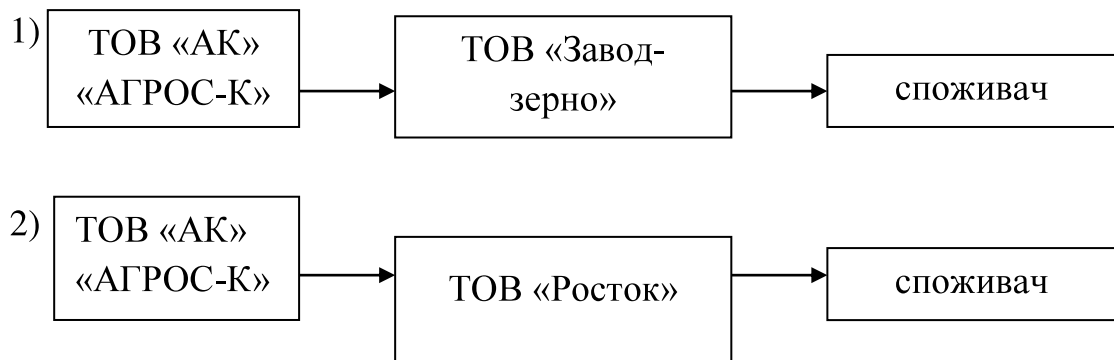 1)
ТОВ «АК»
«АГРОС-К»
ТОВ «Завод-
зерно»
споживач
2)
ТОВ «АК»
«АГРОС-К»
ТОВ «Росток»
споживач